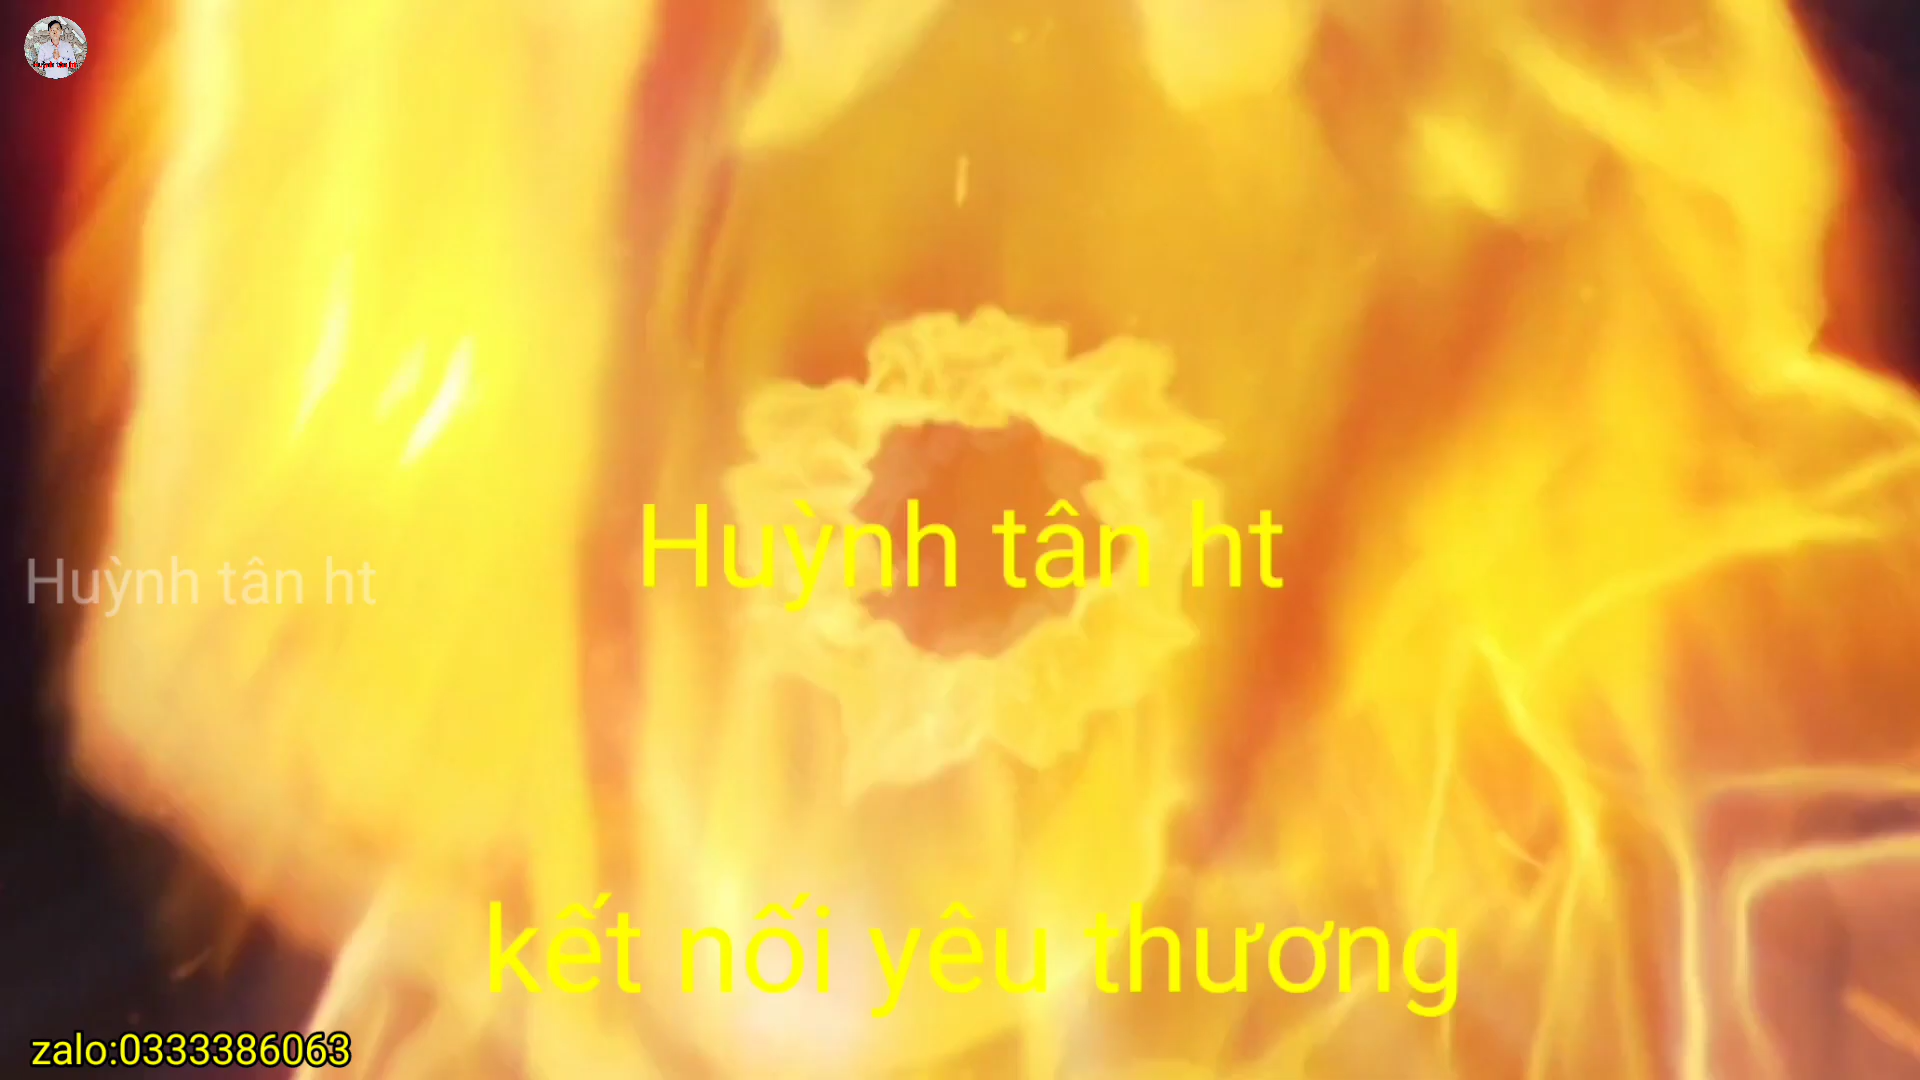 Huỳnh tân ht
Huỳnh tân ht
kết nối yêu thương
zalo:0333386063